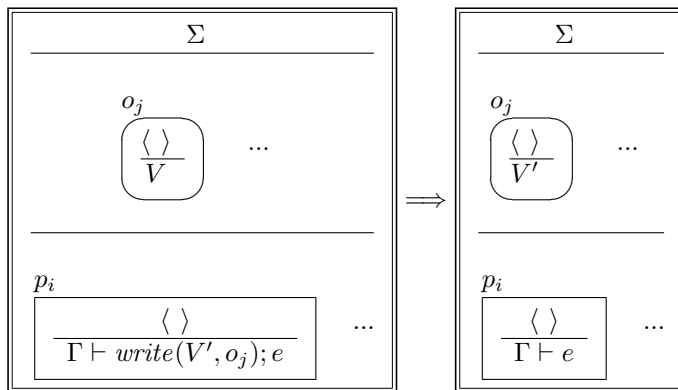 Σ
o_j
⟨ ⟩
V
...
p_i
⟨ ⟩
Γ ⊢ write(V′, o_j); e
...
⟹
Σ
o_j
⟨ ⟩
V′
...
p_i
⟨ ⟩
Γ ⊢ e
...